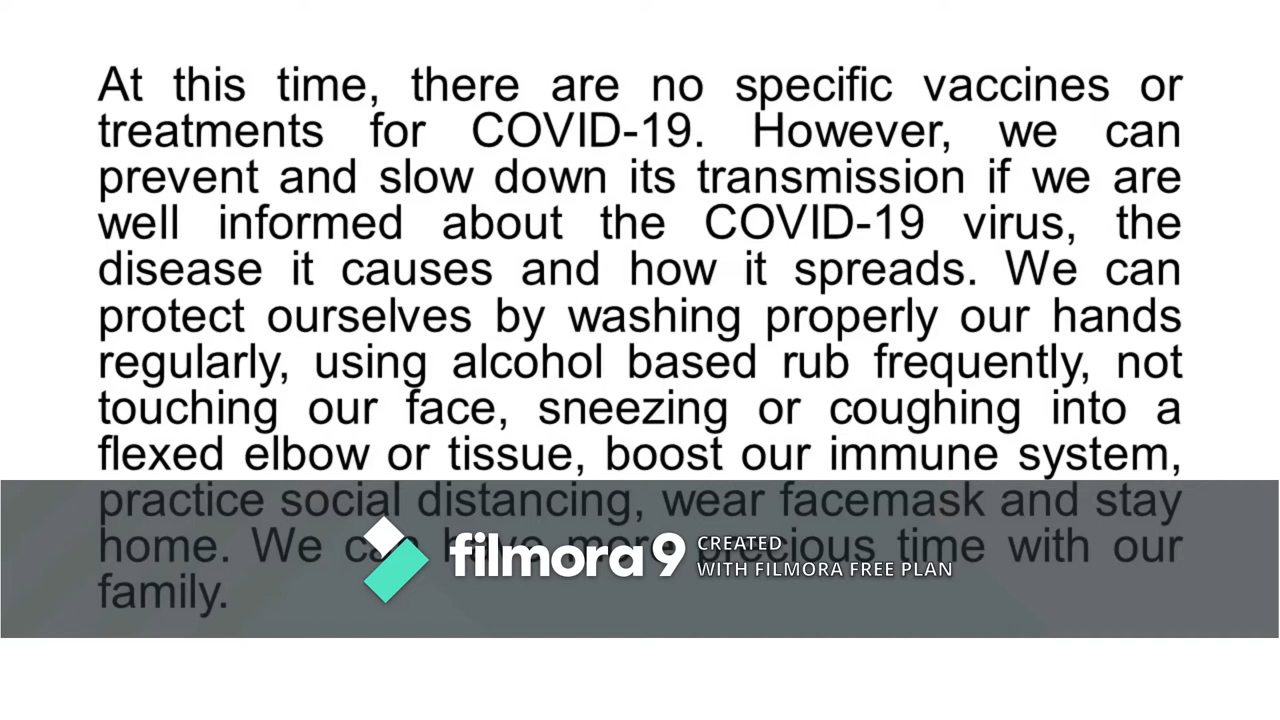 At this time, there are no specific vaccines or
treatments for COVID-19. However, we can
prevent and slow down its transmission if we are
well informed about the COVID-19 virus, the
disease it causes and how it spreads. We can
protect ourselves by washing properly our hands
regularly, using alcohol based rub frequently, not
touching our face, sneezing or coughing into a
flexed elbow or tissue, boost our immune system,
practice social distancing, wear facemask and stay
home. We can have more precious time with our
family.
filmora 9
CREATED
WITH FILMORA FREE PLAN